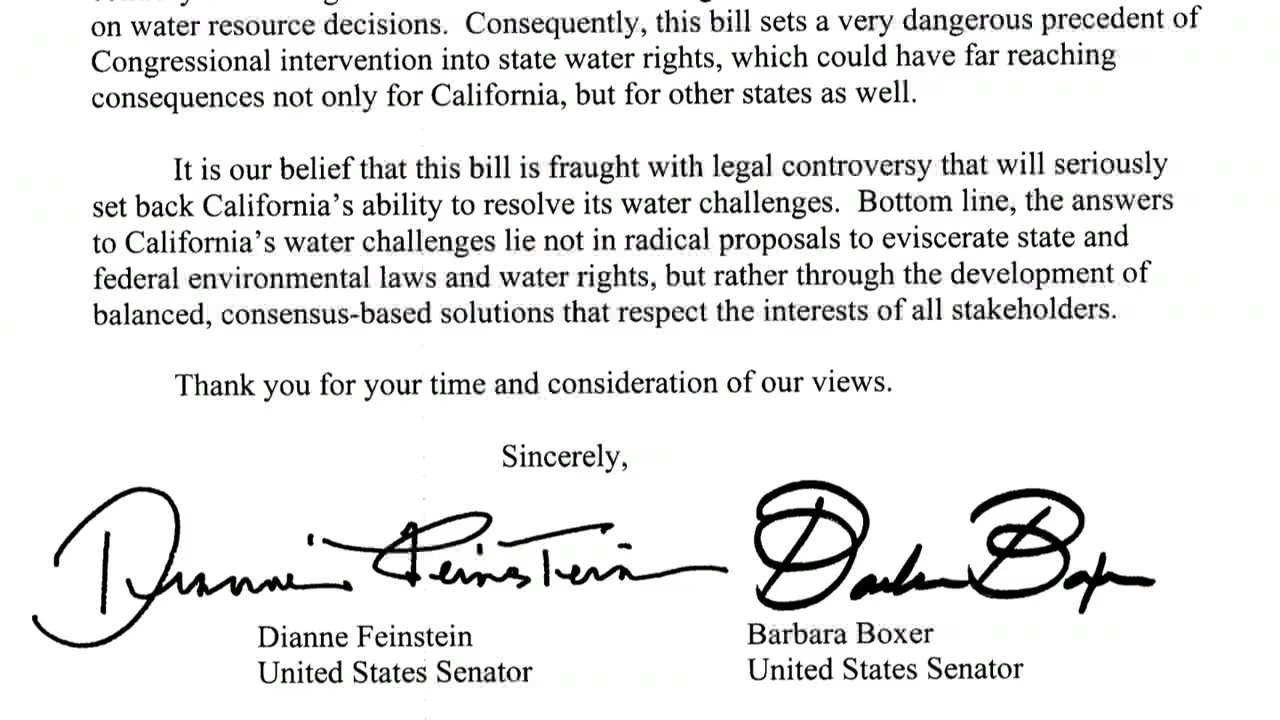 on water resource decisions. Consequently, this bill sets a very dangerous precedent of
Congressional intervention into state water rights, which could have far reaching
consequences not only for California, but for other states as well.
It is our belief that this bill is fraught with legal controversy that will seriously
set back California's ability to resolve its water challenges. Bottom line, the answers
to California's water challenges lie not in radical proposals to eviscerate state and
federal environmental laws and water rights, but rather through the development of
balanced, consensus-based solutions that respect the interests of all stakeholders.
Thank you for your time and consideration of our views.
Sincerely,
Dianne Feinstein Barbara Boxer
Dianne Feinstein Barbara Boxer
United States Senator United States Senator